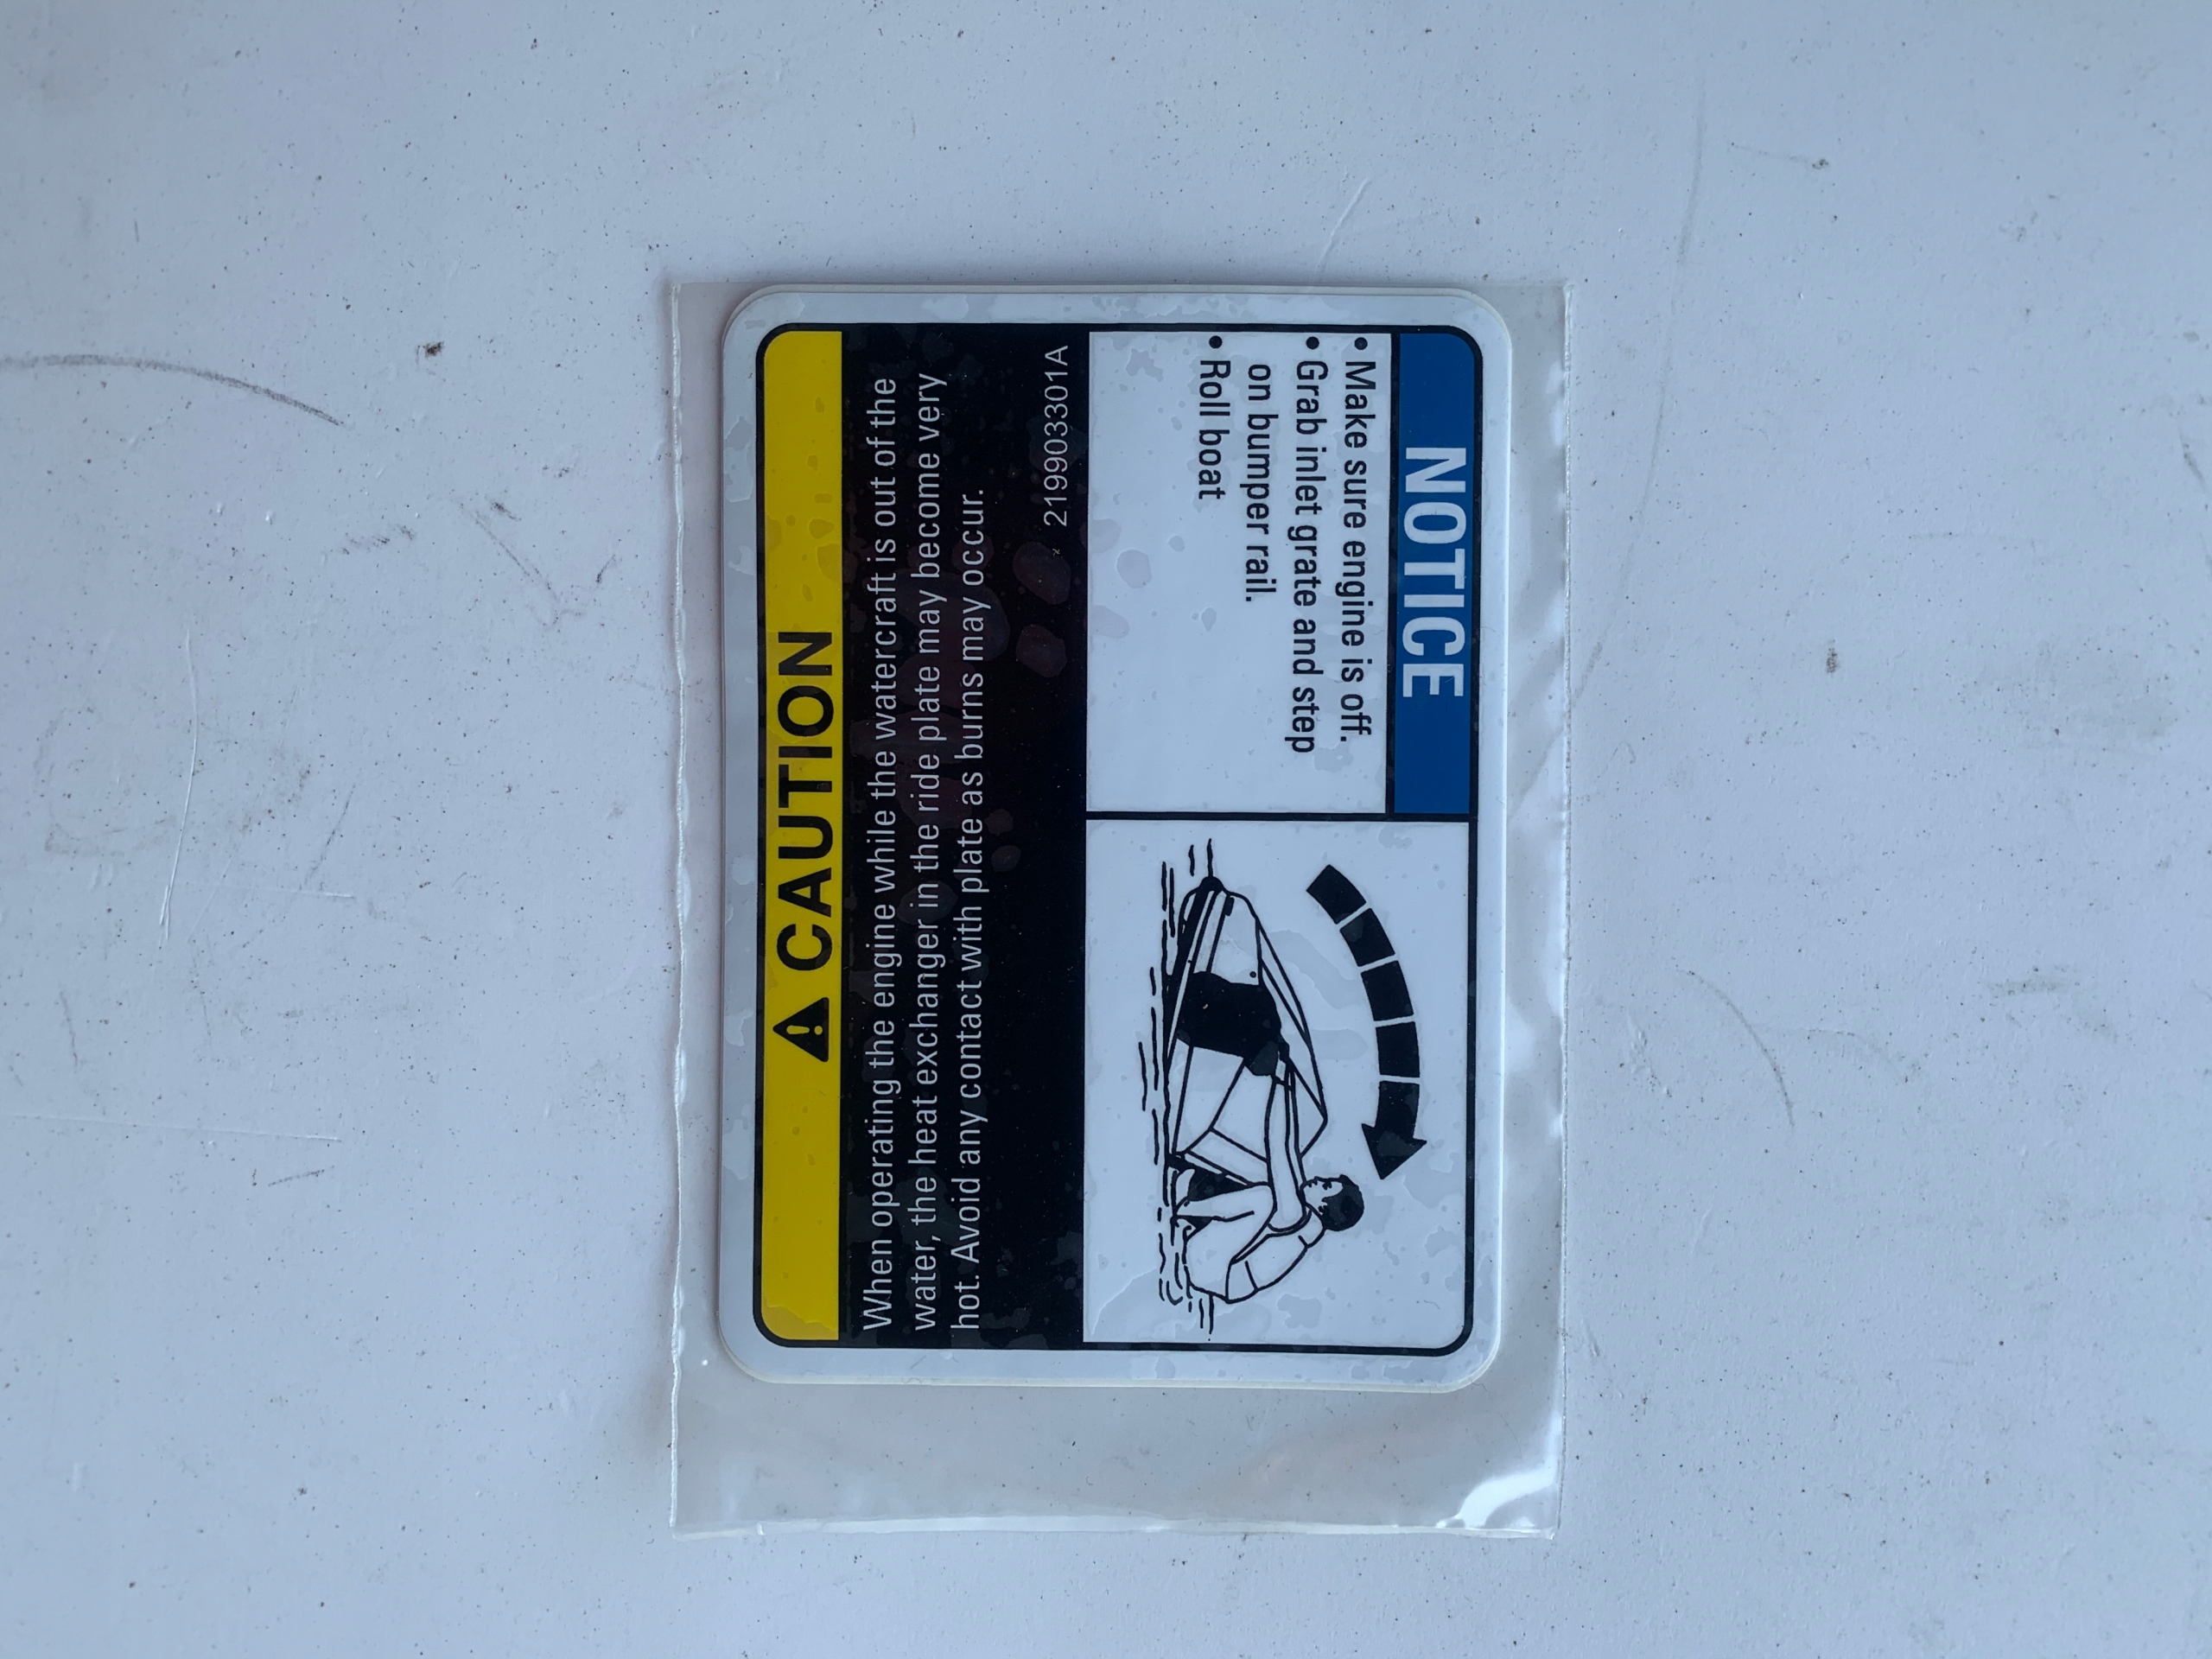 ⚠ CAUTION
When operating the engine while the watercraft is out of the
water, the heat exchanger in the ride plate may become very
hot. Avoid any contact with plate as burns may occur.
219903301A
NOTICE
• Make sure engine is off.
• Grab inlet grate and step
on bumper rail.
• Roll boat